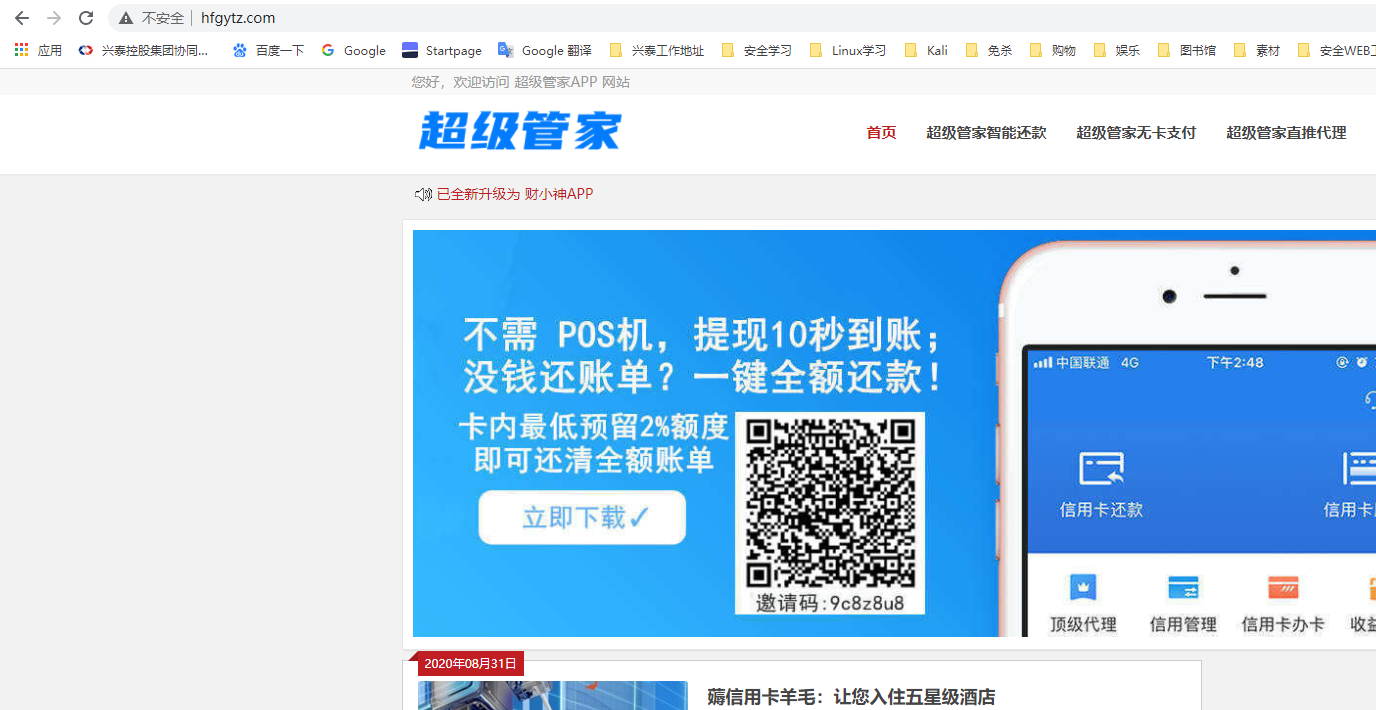 不安全 hfgytz.com
应用 兴泰控股集团协同... 百度一下 Google Startpage Google 翻译 兴泰工作地址 安全学习 Linux学习 Kali 免杀 购物 娱乐 图书馆 素材 安全WEB
您好，欢迎访问 超级管家APP 网站
超级管家
首页 超级管家智能还款 超级管家无卡支付 超级管家直推代理
已全新升级为 财小神APP
不需 POS机，提现10秒到账；
没钱还账单？一键全额还款！
卡内最低预留2%额度
即可还清全额账单
立即下载✓
邀请码:9c8z8u8
中国联通 4G 下午2:48
信用卡还款 信用卡
顶级代理 信用管理 信用卡办卡 收益
2020年08月31日
薅信用卡羊毛：让您入住五星级酒店